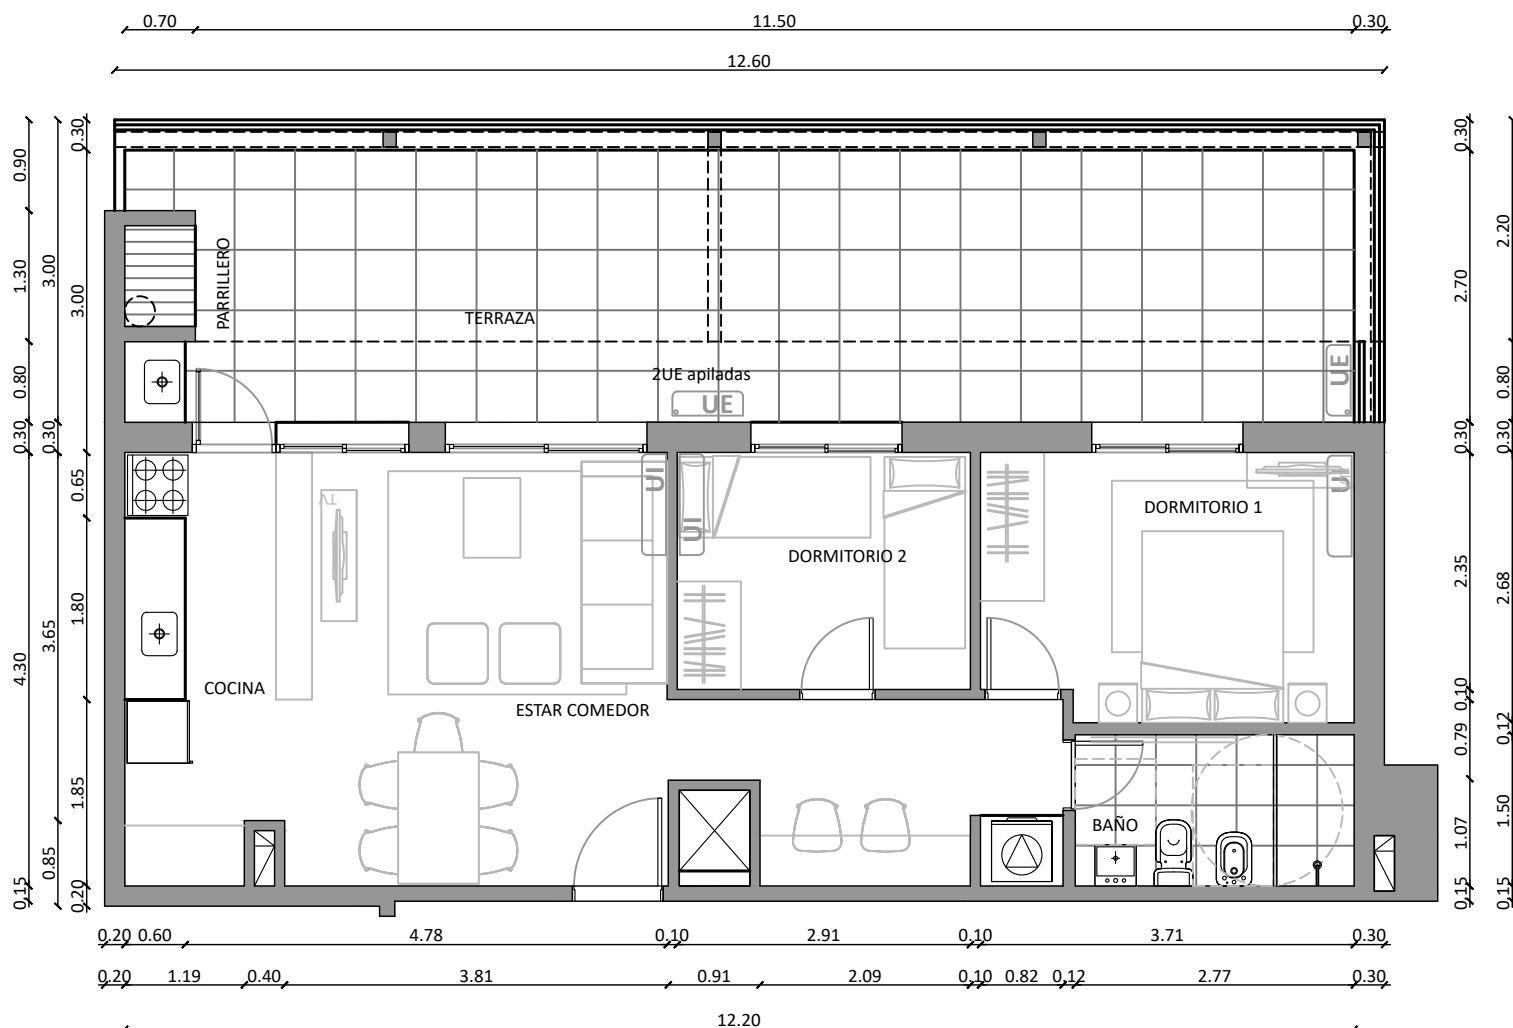 0.70
11.50
0.30
12.60
0.90
1.30
0.80
0.30
4.30
0.15
3.00
0.30
3.65
0.85
0.30
3.00
0.65
1.80
1.85
0.20
PARRILLERO
TERRAZA
2UE apiladas
UE
UE
UI
UI
UI
TV
DORMITORIO 1
DORMITORIO 2
COCINA
ESTAR COMEDOR
BAÑO
0.30
2.70
0.30
2.35
0.10
0.79
1.07
0.15
2.20
0.80
0.30
2.68
0.12
1.50
0.15
0.20 0.60 4.78 0.10 2.91 0.10 3.71 0.30
0.20 1.19 0.40 3.81 0.91 2.09 0.10 0.82 0.12 2.77 0.30
12.20